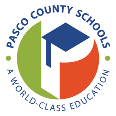 PASCO COUNTY SCHOOLS
• A WORLD-CLASS EDUCATION •